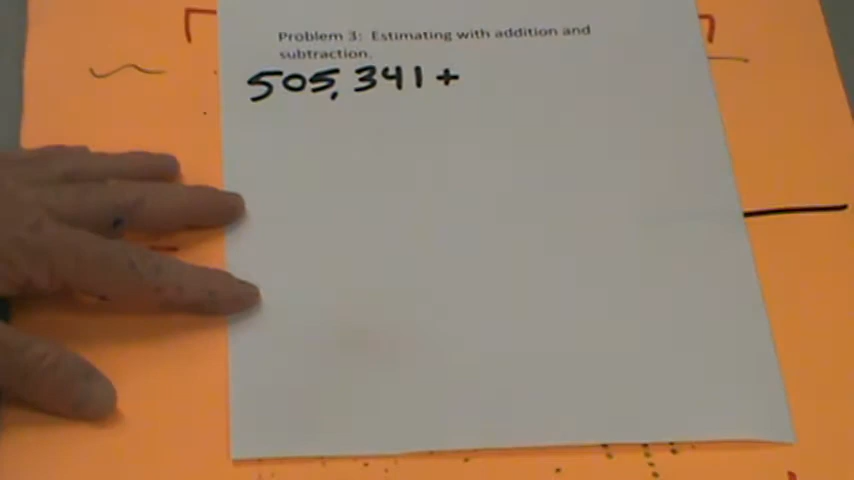 Problem 3: Estimating with addition and
subtraction.
505,341+